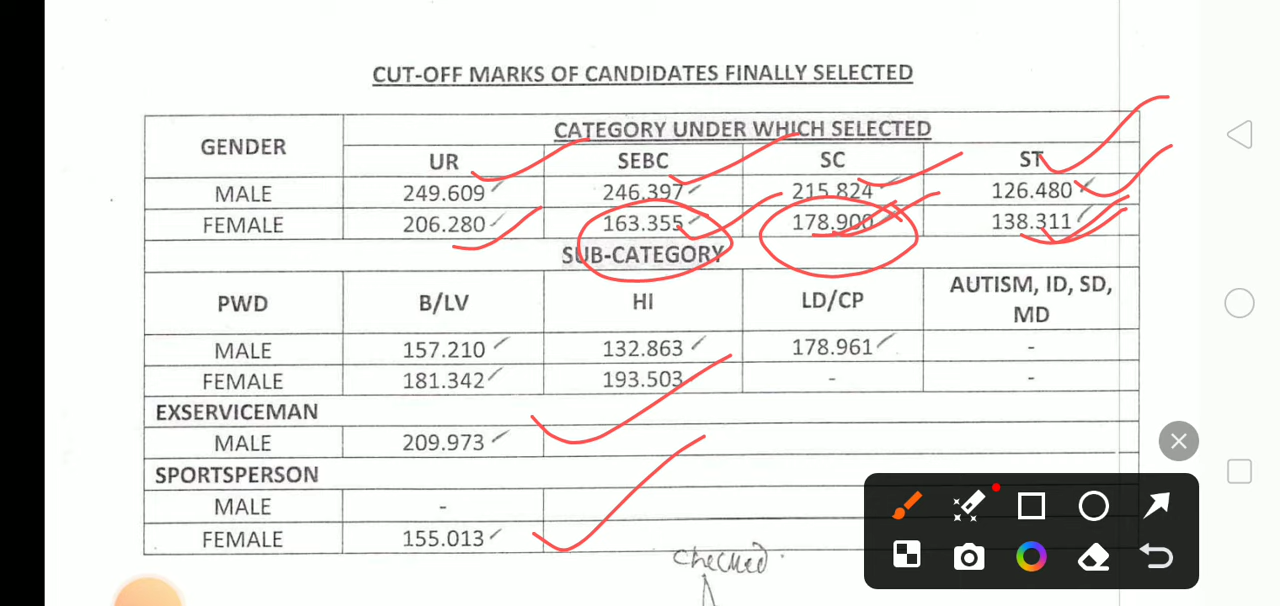 CUT-OFF MARKS OF CANDIDATES FINALLY SELECTED
GENDER CATEGORY UNDER WHICH SELECTED
UR SEBC SC ST
MALE 249.609 246.397 215.824 126.480
FEMALE 206.280 163.355 178.900 138.311
SUB-CATEGORY
PWD B/LV HI LD/CP AUTISM, ID, SD, MD
MALE 157.210 132.863 178.961 -
FEMALE 181.342 193.503 - -
EXSERVICEMAN
MALE 209.973
SPORTSPERSON
MALE -
FEMALE 155.013
Checked